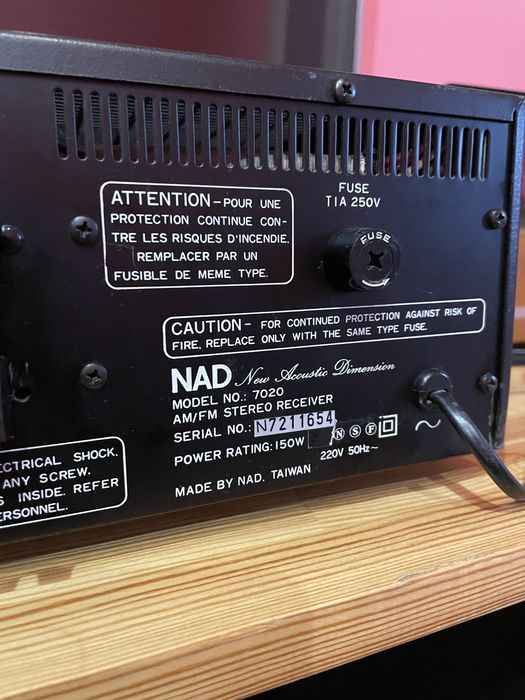 ATTENTION – POUR UNE
PROTECTION CONTINUE CON-
TRE LES RISQUES D'INCENDIE.
REMPLACER PAR UN
FUSIBLE DE MEME TYPE.
FUSE
T1A 250V
FUSE
CAUTION – FOR CONTINUED PROTECTION AGAINST RISK OF
FIRE, REPLACE ONLY WITH THE SAME TYPE FUSE.
NAD New Acoustic Dimension
MODEL NO.: 7020
AM/FM STEREO RECEIVER
SERIAL NO.: N7211654
POWER RATING: 150W
N S F
220V 50Hz ~
MADE BY NAD, TAIWAN
ECTRICAL SHOCK.
ANY SCREW.
S INSIDE. REFER
ERSONNEL.